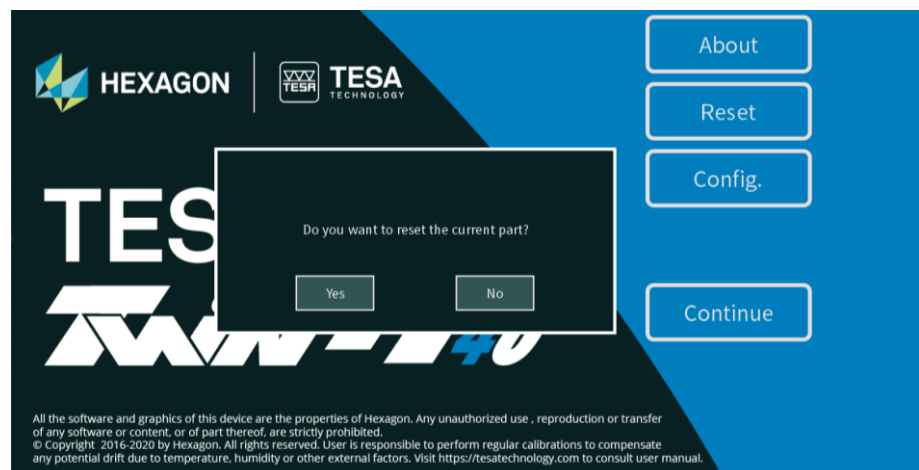 HEXAGON
TESA
TESA
TECHNOLOGY
About
Reset
Config.
Continue
TES
Do you want to reset the current part?
Yes
No
40
All the software and graphics of this device are the properties of Hexagon. Any unauthorized use , reproduction or transfer
of any software or content, or of part thereof, are strictly prohibited.
© Copyright 2016-2020 by Hexagon. All rights reserved. User is responsible to perform regular calibrations to compensate
any potential drift due to temperature, humidity or other external factors. Visit https://tesatechnology.com to consult user manual.